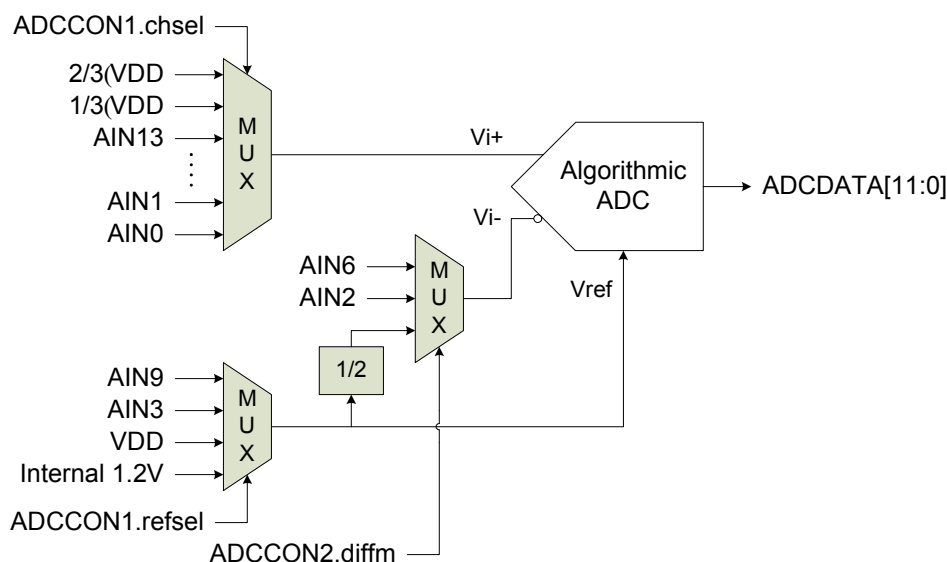 ADCCON1.chsel
2/3(VDD
1/3(VDD
AIN13
AIN1
AIN0
M
U
X
Vi+
Vi-
Algorithmic
ADC
ADCDATA[11:0]
Vref
AIN6
AIN2
M
U
X
1/2
AIN9
AIN3
VDD
Internal 1.2V
M
U
X
ADCCON1.refsel
ADCCON2.diffm